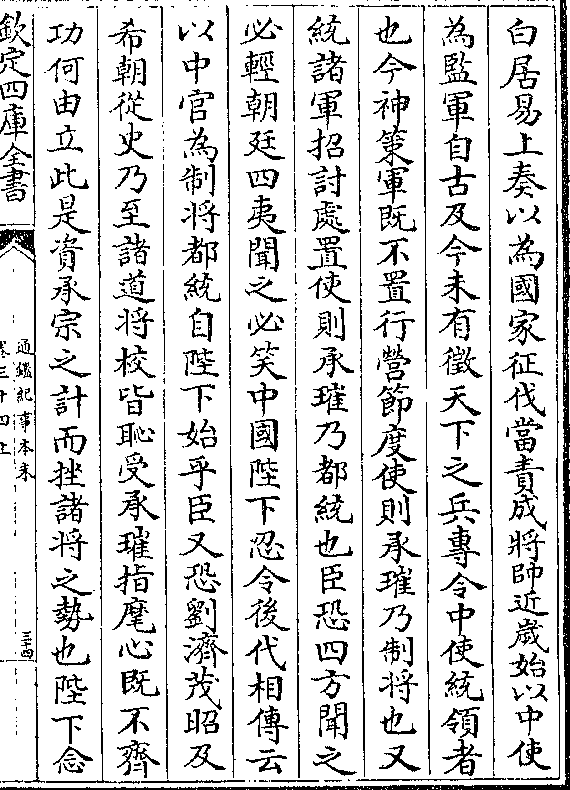 白居易上奏以為國家征伐當責成將帥近歲始以中使
為監軍自古及今未有徵天下之兵專令中使統領者
也今神策軍既不置行營節度使則承璀乃制將也又
統諸軍招討處置使則承璀乃都統也臣恐四方聞之
必輕朝廷四夷聞之必笑中國陛下忍令後代相傳云
以中官為制將都統自陛下始乎臣又恐劉濟茂昭及
希朝從史乃至諸道將校皆恥受承璀指麾心既不齊
功何由立此是資承宗之計而挫諸將之勢也陛下念
欽定四庫全書
通鑑紀事本末
卷三十四上
三十四